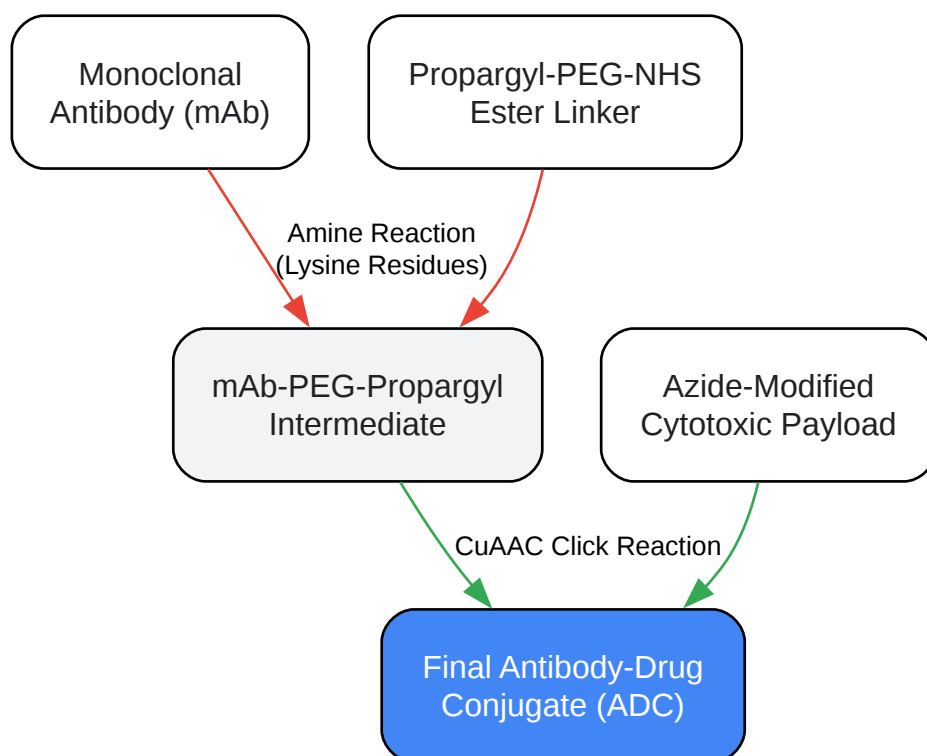 Monoclonal
Antibody (mAb)
Propargyl-PEG-NHS
Ester Linker
Amine Reaction
(Lysine Residues)
mAb-PEG-Propargyl
Intermediate
Azide-Modified
Cytotoxic Payload
CuAAC Click Reaction
Final Antibody-Drug
Conjugate (ADC)